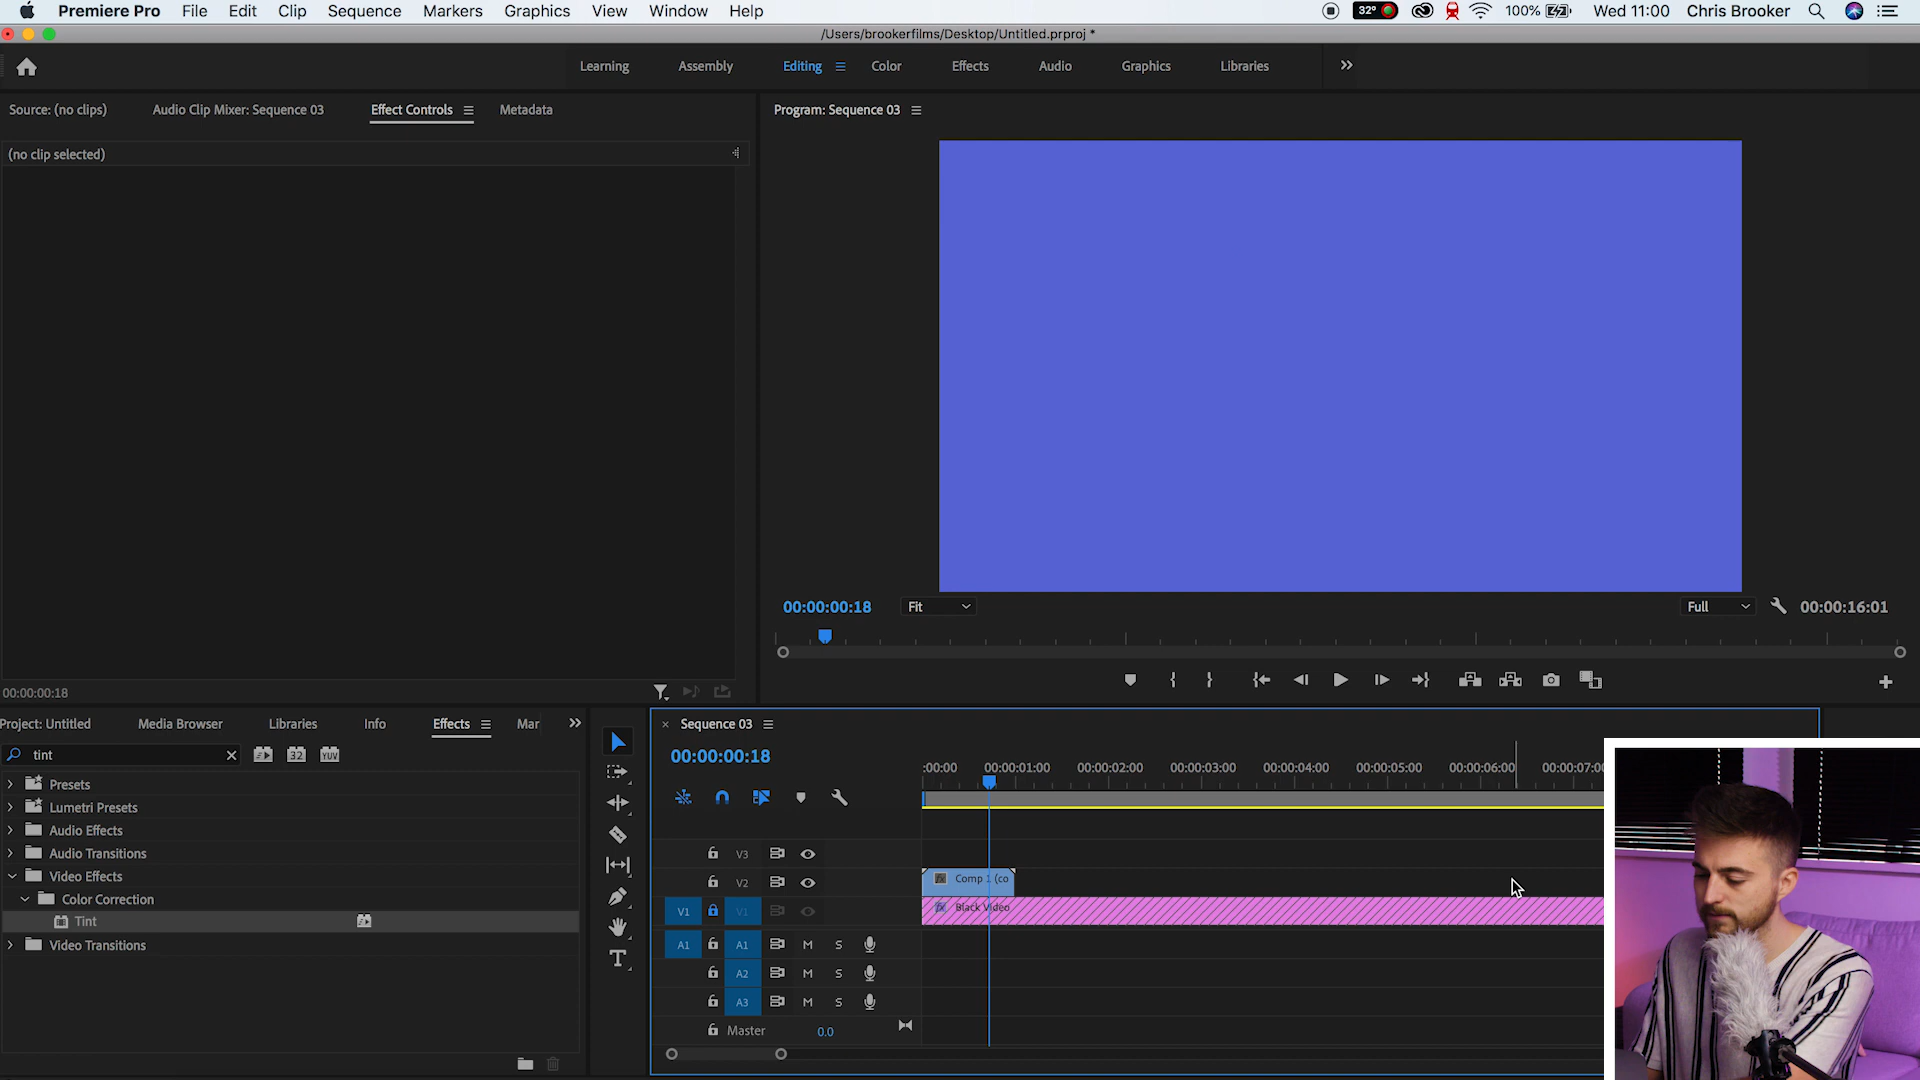 Premiere Pro File Edit Clip Sequence Markers Graphics View Window Help 32° 100% Wed 11:00 Chris Brooker
/Users/brookerfilms/Desktop/Untitled.prproj *
Learning Assembly Editing Color Effects Audio Graphics Libraries
Source: (no clips) Audio Clip Mixer: Sequence 03 Effect Controls Metadata
Program: Sequence 03
(no clip selected)
00:00:00:18 Fit Full 00:00:16:01
00:00:00:18
Project: Untitled Media Browser Libraries Info Effects Mar
Sequence 03
tint 32 YUV
00:00:00:18
:00:00 00:00:01:00 00:00:02:00 00:00:03:00 00:00:04:00 00:00:05:00 00:00:06:00 00:00:07:00
Presets
Lumetri Presets
Audio Effects
Audio Transitions
Video Effects
Color Correction
Tint
Video Transitions
V3
V2 fx Comp 1 (co
V1 V1 fx Black Video
A1 A1 M S
A2 M S
A3 M S
Master 0.0